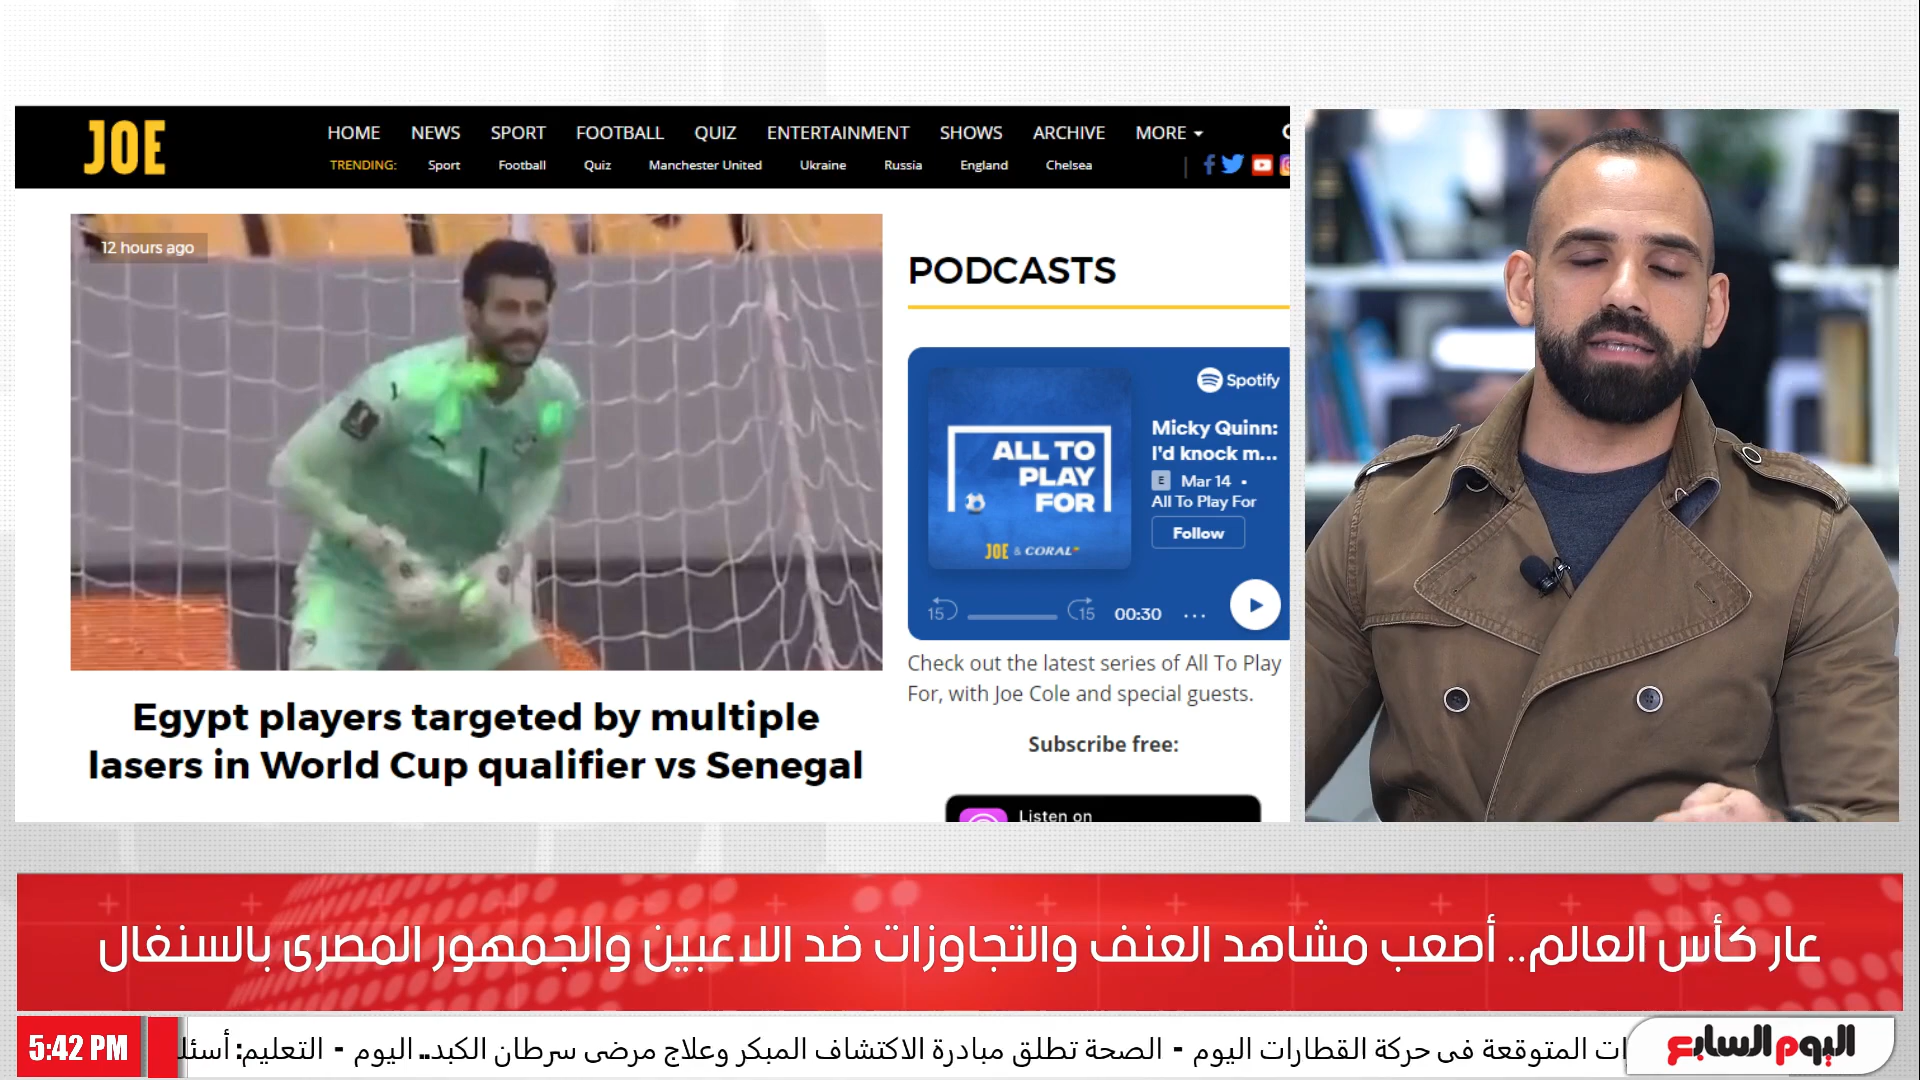 JOE
HOME NEWS SPORT FOOTBALL QUIZ ENTERTAINMENT SHOWS ARCHIVE MORE
TRENDING: Sport Football Quiz Manchester United Ukraine Russia England Chelsea
12 hours ago
Egypt players targeted by multiple
lasers in World Cup qualifier vs Senegal
PODCASTS
Spotify
ALL TO
PLAY
FOR
JOE & CORAL
Micky Quinn:
I'd knock m...
E Mar 14 •
All To Play For
Follow
15 15 00:30 ...
Check out the latest series of All To Play
For, with Joe Cole and special guests.
Subscribe free:
Listen on
عار كأس العالم.. أصعب مشاهد العنف والتجاوزات ضد اللاعبين والجمهور المصرى بالسنغال
المتوقعة فى حركة القطارات اليوم - الصحة تطلق مبادرة الاكتشاف المبكر وعلاج مرضى سرطان الكبد.. اليوم - التعليم:
5:42 PM
اليوم السابع